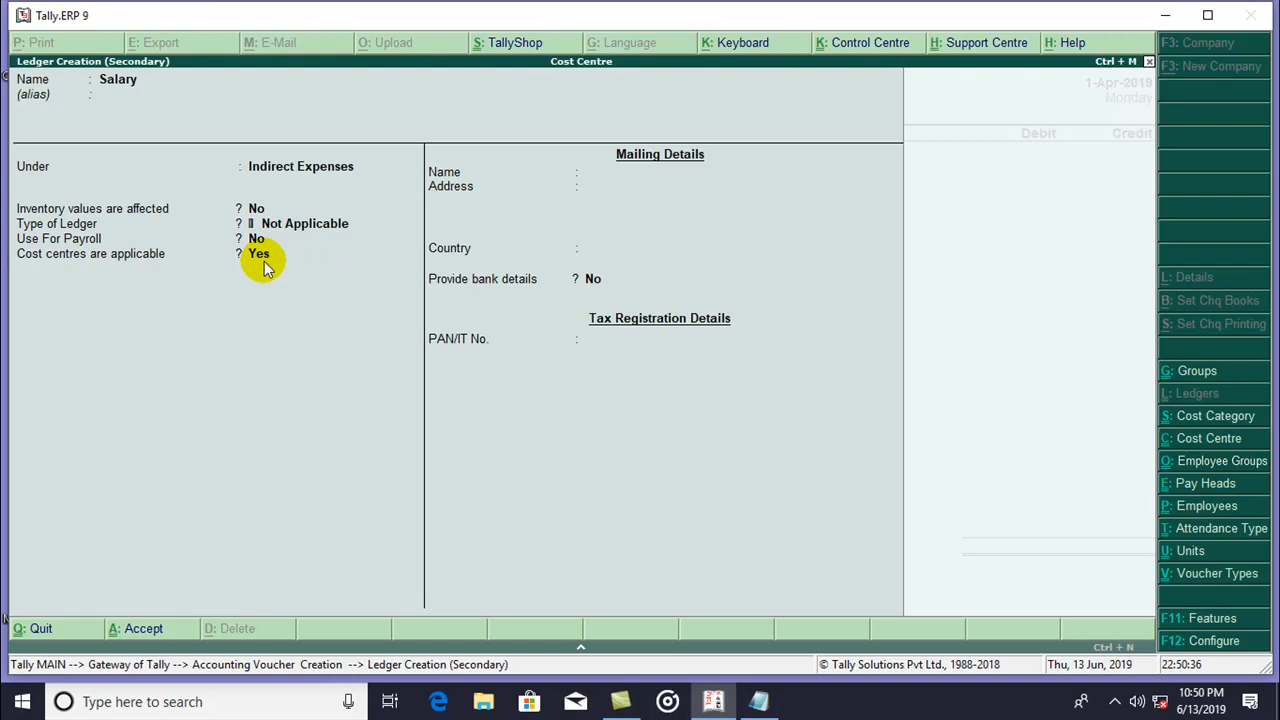 Tally.ERP 9
P: Print E: Export M: E-Mail O: Upload S: TallyShop G: Language K: Keyboard K: Control Centre H: Support Centre H: Help
Ledger Creation (Secondary) Cost Centre Ctrl + M
Name : Salary
(alias) :
Under : Indirect Expenses
Inventory values are affected ? No
Type of Ledger ? Not Applicable
Use For Payroll ? No
Cost centres are applicable ? Yes
Mailing Details
Name :
Address :
Country :
Provide bank details ? No
Tax Registration Details
PAN/IT No. :
1-Apr-2019
Monday
Debit Credit
F3: Company
F3: New Company
L: Details
B: Set Chq Books
S: Set Chq Printing
G: Groups
L: Ledgers
S: Cost Category
C: Cost Centre
O: Employee Groups
E: Pay Heads
P: Employees
T: Attendance Type
U: Units
V: Voucher Types
F11: Features
F12: Configure
Q: Quit A: Accept D: Delete
Ctrl + N
Tally MAIN --> Gateway of Tally --> Accounting Voucher Creation --> Ledger Creation (Secondary) © Tally Solutions Pvt Ltd., 1988-2018 Thu, 13 Jun, 2019 22:50:36
Type here to search
10:50 PM
6/13/2019